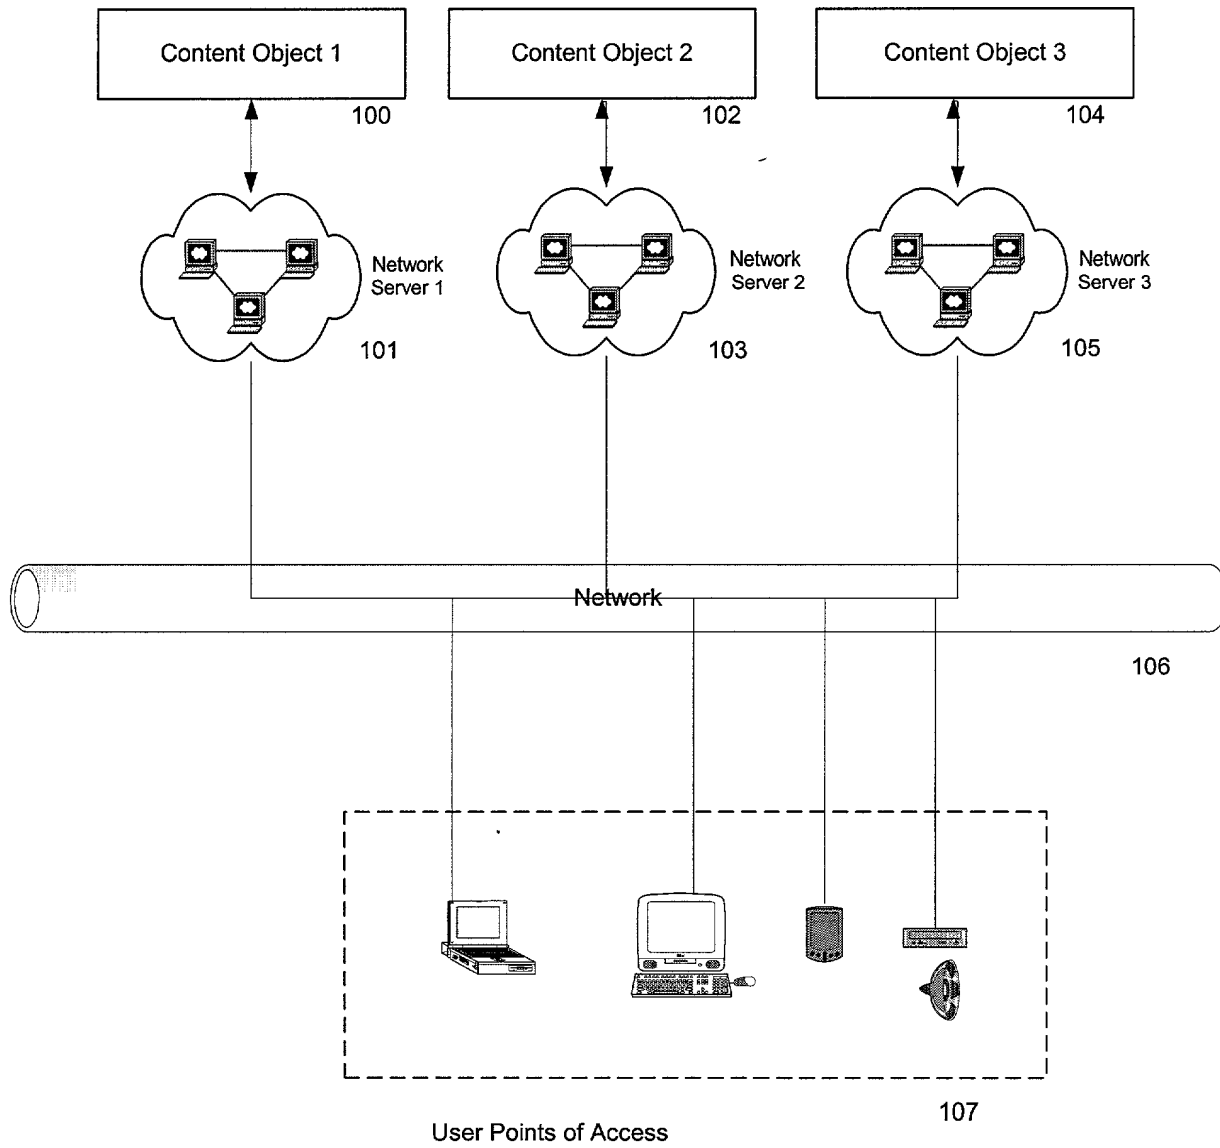 Content Object 1
Content Object 2
Content Object 3
100
102
104
Network
Server 1
Network
Server 2
Network
Server 3
101
103
105
Network
106
107
User Points of Access